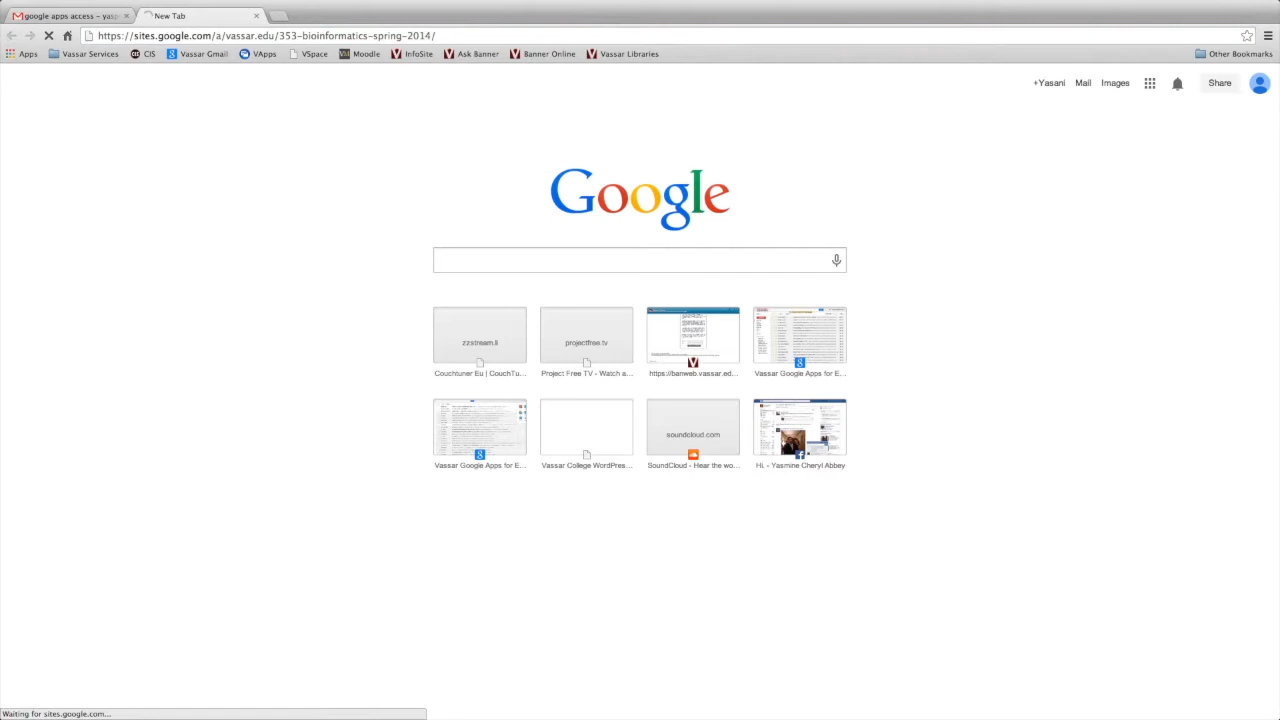 google apps access – yasp
New Tab
https://sites.google.com/a/vassar.edu/353-bioinformatics-spring-2014/
Apps Vassar Services CIS Vassar Gmail VApps VSpace Moodle InfoSite Ask Banner Banner Online Vassar Libraries Other Bookmarks
+Yasani Mail Images Share
Google
zzstream.li projectfree.tv
Couchtuner Eu | CouchTu... Project Free TV - Watch a... https://banweb.vassar.ed... Vassar Google Apps for E...
soundcloud.com
Vassar Google Apps for E... Vassar College WordPres... SoundCloud - Hear the wo... Hi. - Yasmine Cheryl Abbey
Waiting for sites.google.com...